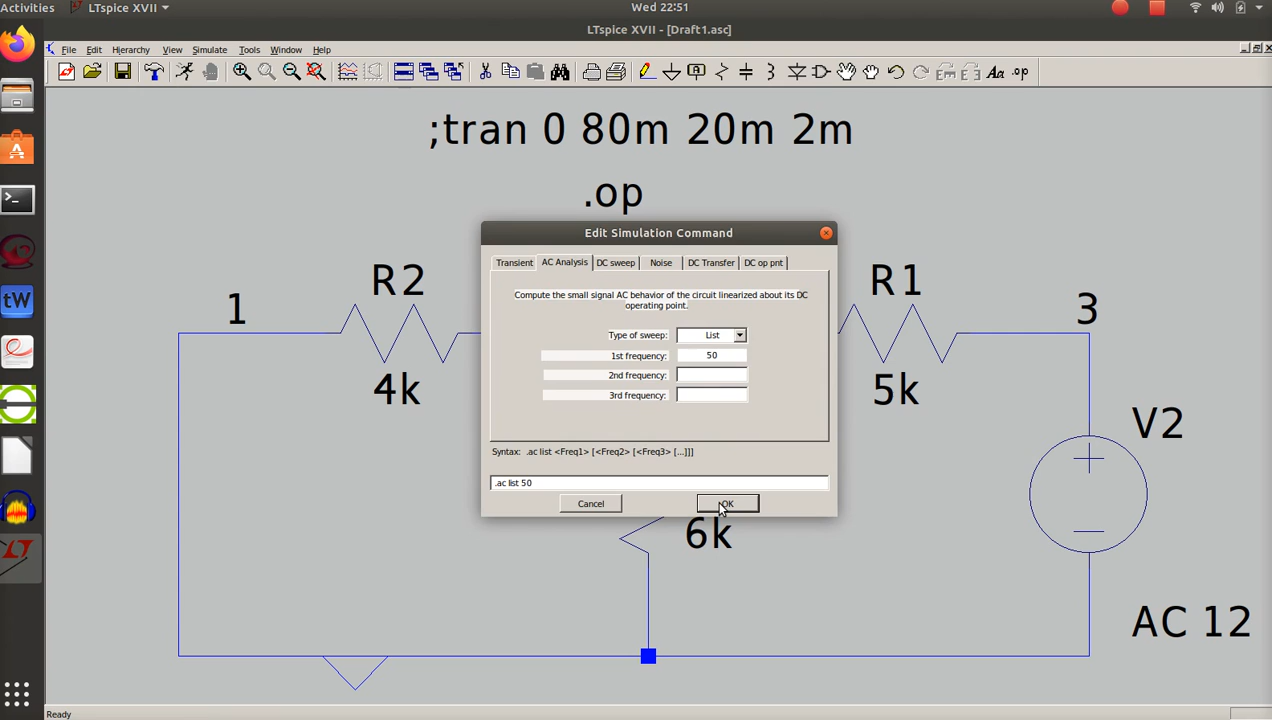 Activities
LTspice XVII
Wed 22:51
LTspice XVII - [Draft1.asc]
File Edit Hierarchy View Simulate Tools Window Help
Aa .op
;tran 0 80m 20m 2m
.op
Edit Simulation Command
Transient AC Analysis DC sweep Noise DC Transfer DC op pnt
Compute the small signal AC behavior of the circuit linearized about its DC
operating point.
Type of sweep: List
1st frequency: 50
2nd frequency:
3rd frequency:
Syntax: .ac list <Freq1> [<Freq2> [<Freq3> [...]]]
.ac list 50
Cancel OK
1
R2
4k
R1
5k
3
V2
6k
AC 12
tW
Ready